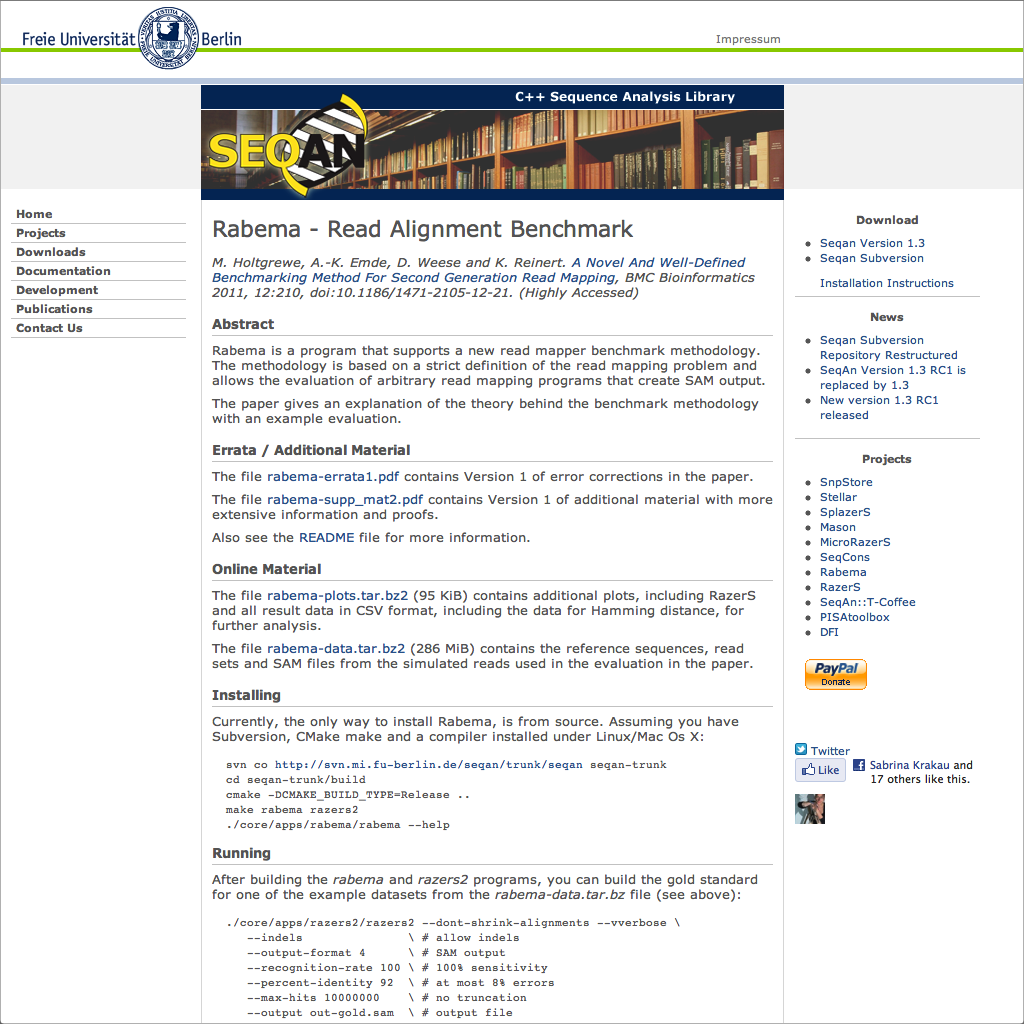 Freie Universität Berlin
Impressum
C++ Sequence Analysis Library
SEQAN
Home
Projects
Downloads
Documentation
Development
Publications
Contact Us
Rabema - Read Alignment Benchmark
M. Holtgrewe, A.-K. Emde, D. Weese and K. Reinert. A Novel And Well-Defined
Benchmarking Method For Second Generation Read Mapping, BMC Bioinformatics
2011, 12:210, doi:10.1186/1471-2105-12-21. (Highly Accessed)
Abstract
Rabema is a program that supports a new read mapper benchmark methodology.
The methodology is based on a strict definition of the read mapping problem and
allows the evaluation of arbitrary read mapping programs that create SAM output.
The paper gives an explanation of the theory behind the benchmark methodology
with an example evaluation.
Errata / Additional Material
The file rabema-errata1.pdf contains Version 1 of error corrections in the paper.
The file rabema-supp_mat2.pdf contains Version 1 of additional material with more
extensive information and proofs.
Also see the README file for more information.
Online Material
The file rabema-plots.tar.bz2 (95 KiB) contains additional plots, including RazerS
and all result data in CSV format, including the data for Hamming distance, for
further analysis.
The file rabema-data.tar.bz2 (286 MiB) contains the reference sequences, read
sets and SAM files from the simulated reads used in the evaluation in the paper.
Installing
Currently, the only way to install Rabema, is from source. Assuming you have
Subversion, CMake make and a compiler installed under Linux/Mac Os X:
svn co http://svn.mi.fu-berlin.de/seqan/trunk/seqan seqan-trunk
cd seqan-trunk/build
cmake -DCMAKE_BUILD_TYPE=Release ..
make rabema razers2
./core/apps/rabema/rabema --help
Running
After building the rabema and razers2 programs, you can build the gold standard
for one of the example datasets from the rabema-data.tar.bz file (see above):
./core/apps/razers2/razers2 --dont-shrink-alignments --vverbose \
--indels \ # allow indels
--output-format 4 \ # SAM output
--recognition-rate 100 \ # 100% sensitivity
--percent-identity 92 \ # at most 8% errors
--max-hits 10000000 \ # no truncation
--output out-gold.sam \ # output file
Download
Seqan Version 1.3
Seqan Subversion
Installation Instructions
News
Seqan Subversion
Repository Restructured
SeqAn Version 1.3 RC1 is
replaced by 1.3
New version 1.3 RC1
released
Projects
SnpStore
Stellar
SplazerS
Mason
MicroRazerS
SeqCons
Rabema
RazerS
SeqAn::T-Coffee
PISAtoolbox
DFI
PayPal
Donate
Twitter
Like
Sabrina Krakau and
17 others like this.